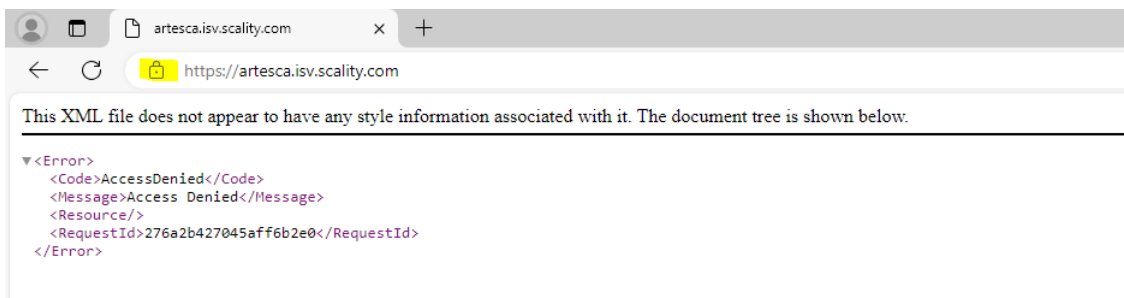 artesca.isv.scality.com
https://artesca.isv.scality.com
This XML file does not appear to have any style information associated with it. The document tree is shown below.
▼<Error>
<Code>AccessDenied</Code>
<Message>Access Denied</Message>
<Resource/>
<RequestId>276a2b427045aff6b2e0</RequestId>
</Error>